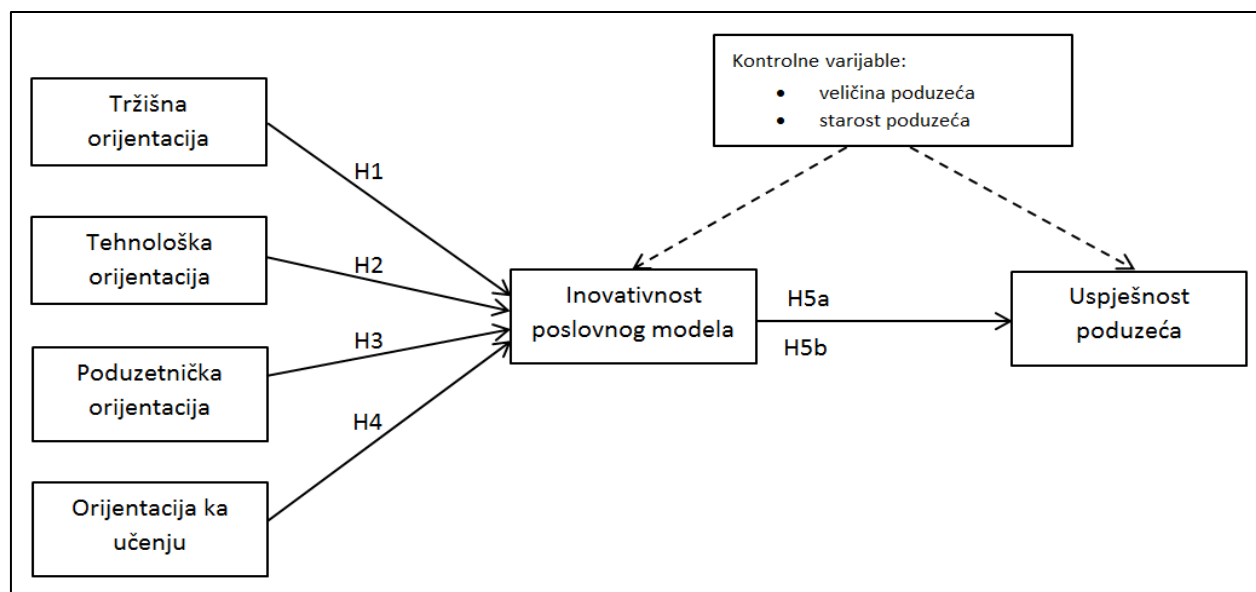 Kontrolne varijable:
• veličina poduzeća
• starost poduzeća
Tržišna
orijentacija
H1
Tehnološka
orijentacija
H2
Inovativnost
poslovnog modela
H5a
H5b
Uspješnost
poduzeća
H3
Poduzetnička
orijentacija
H4
Orijentacija ka
učenju